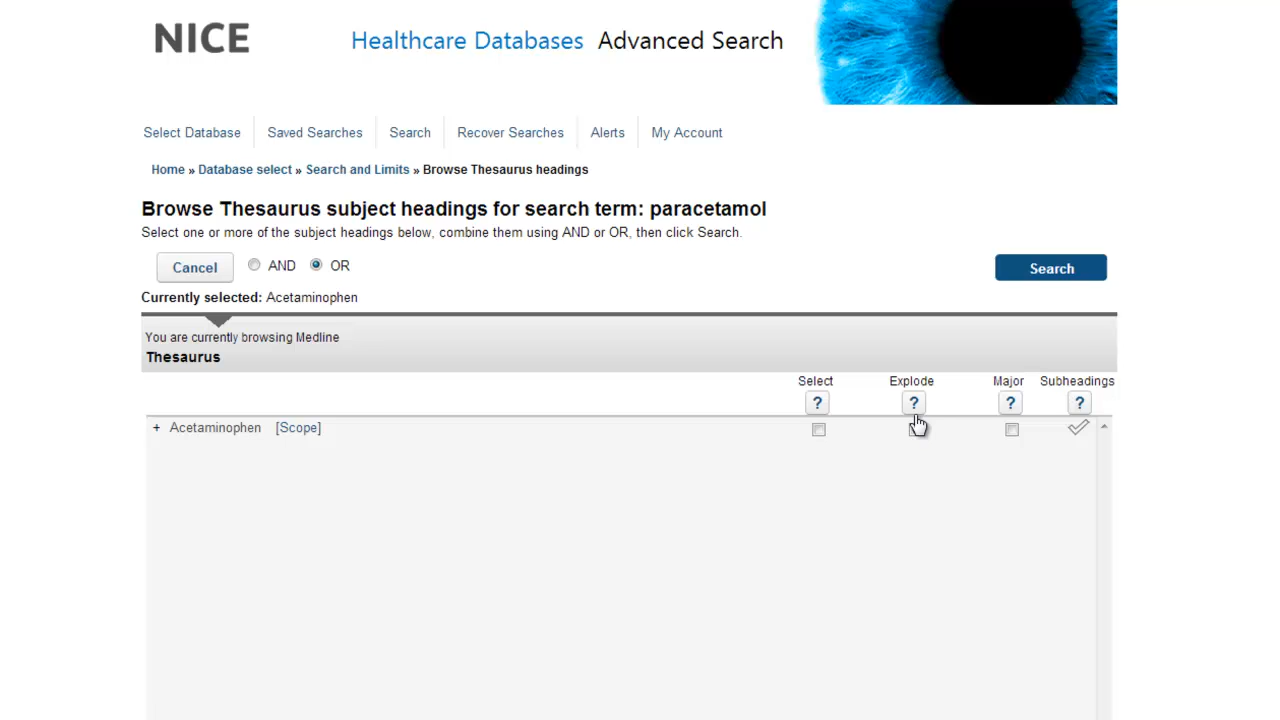 NICE
Healthcare Databases Advanced Search
Select Database Saved Searches Search Recover Searches Alerts My Account
Home » Database select » Search and Limits » Browse Thesaurus headings
Browse Thesaurus subject headings for search term: paracetamol
Select one or more of the subject headings below, combine them using AND or OR, then click Search.
Cancel AND OR Search
Currently selected: Acetaminophen
You are currently browsing Medline
Thesaurus
Select Explode Major Subheadings
? ? ? ?
+ Acetaminophen [Scope]